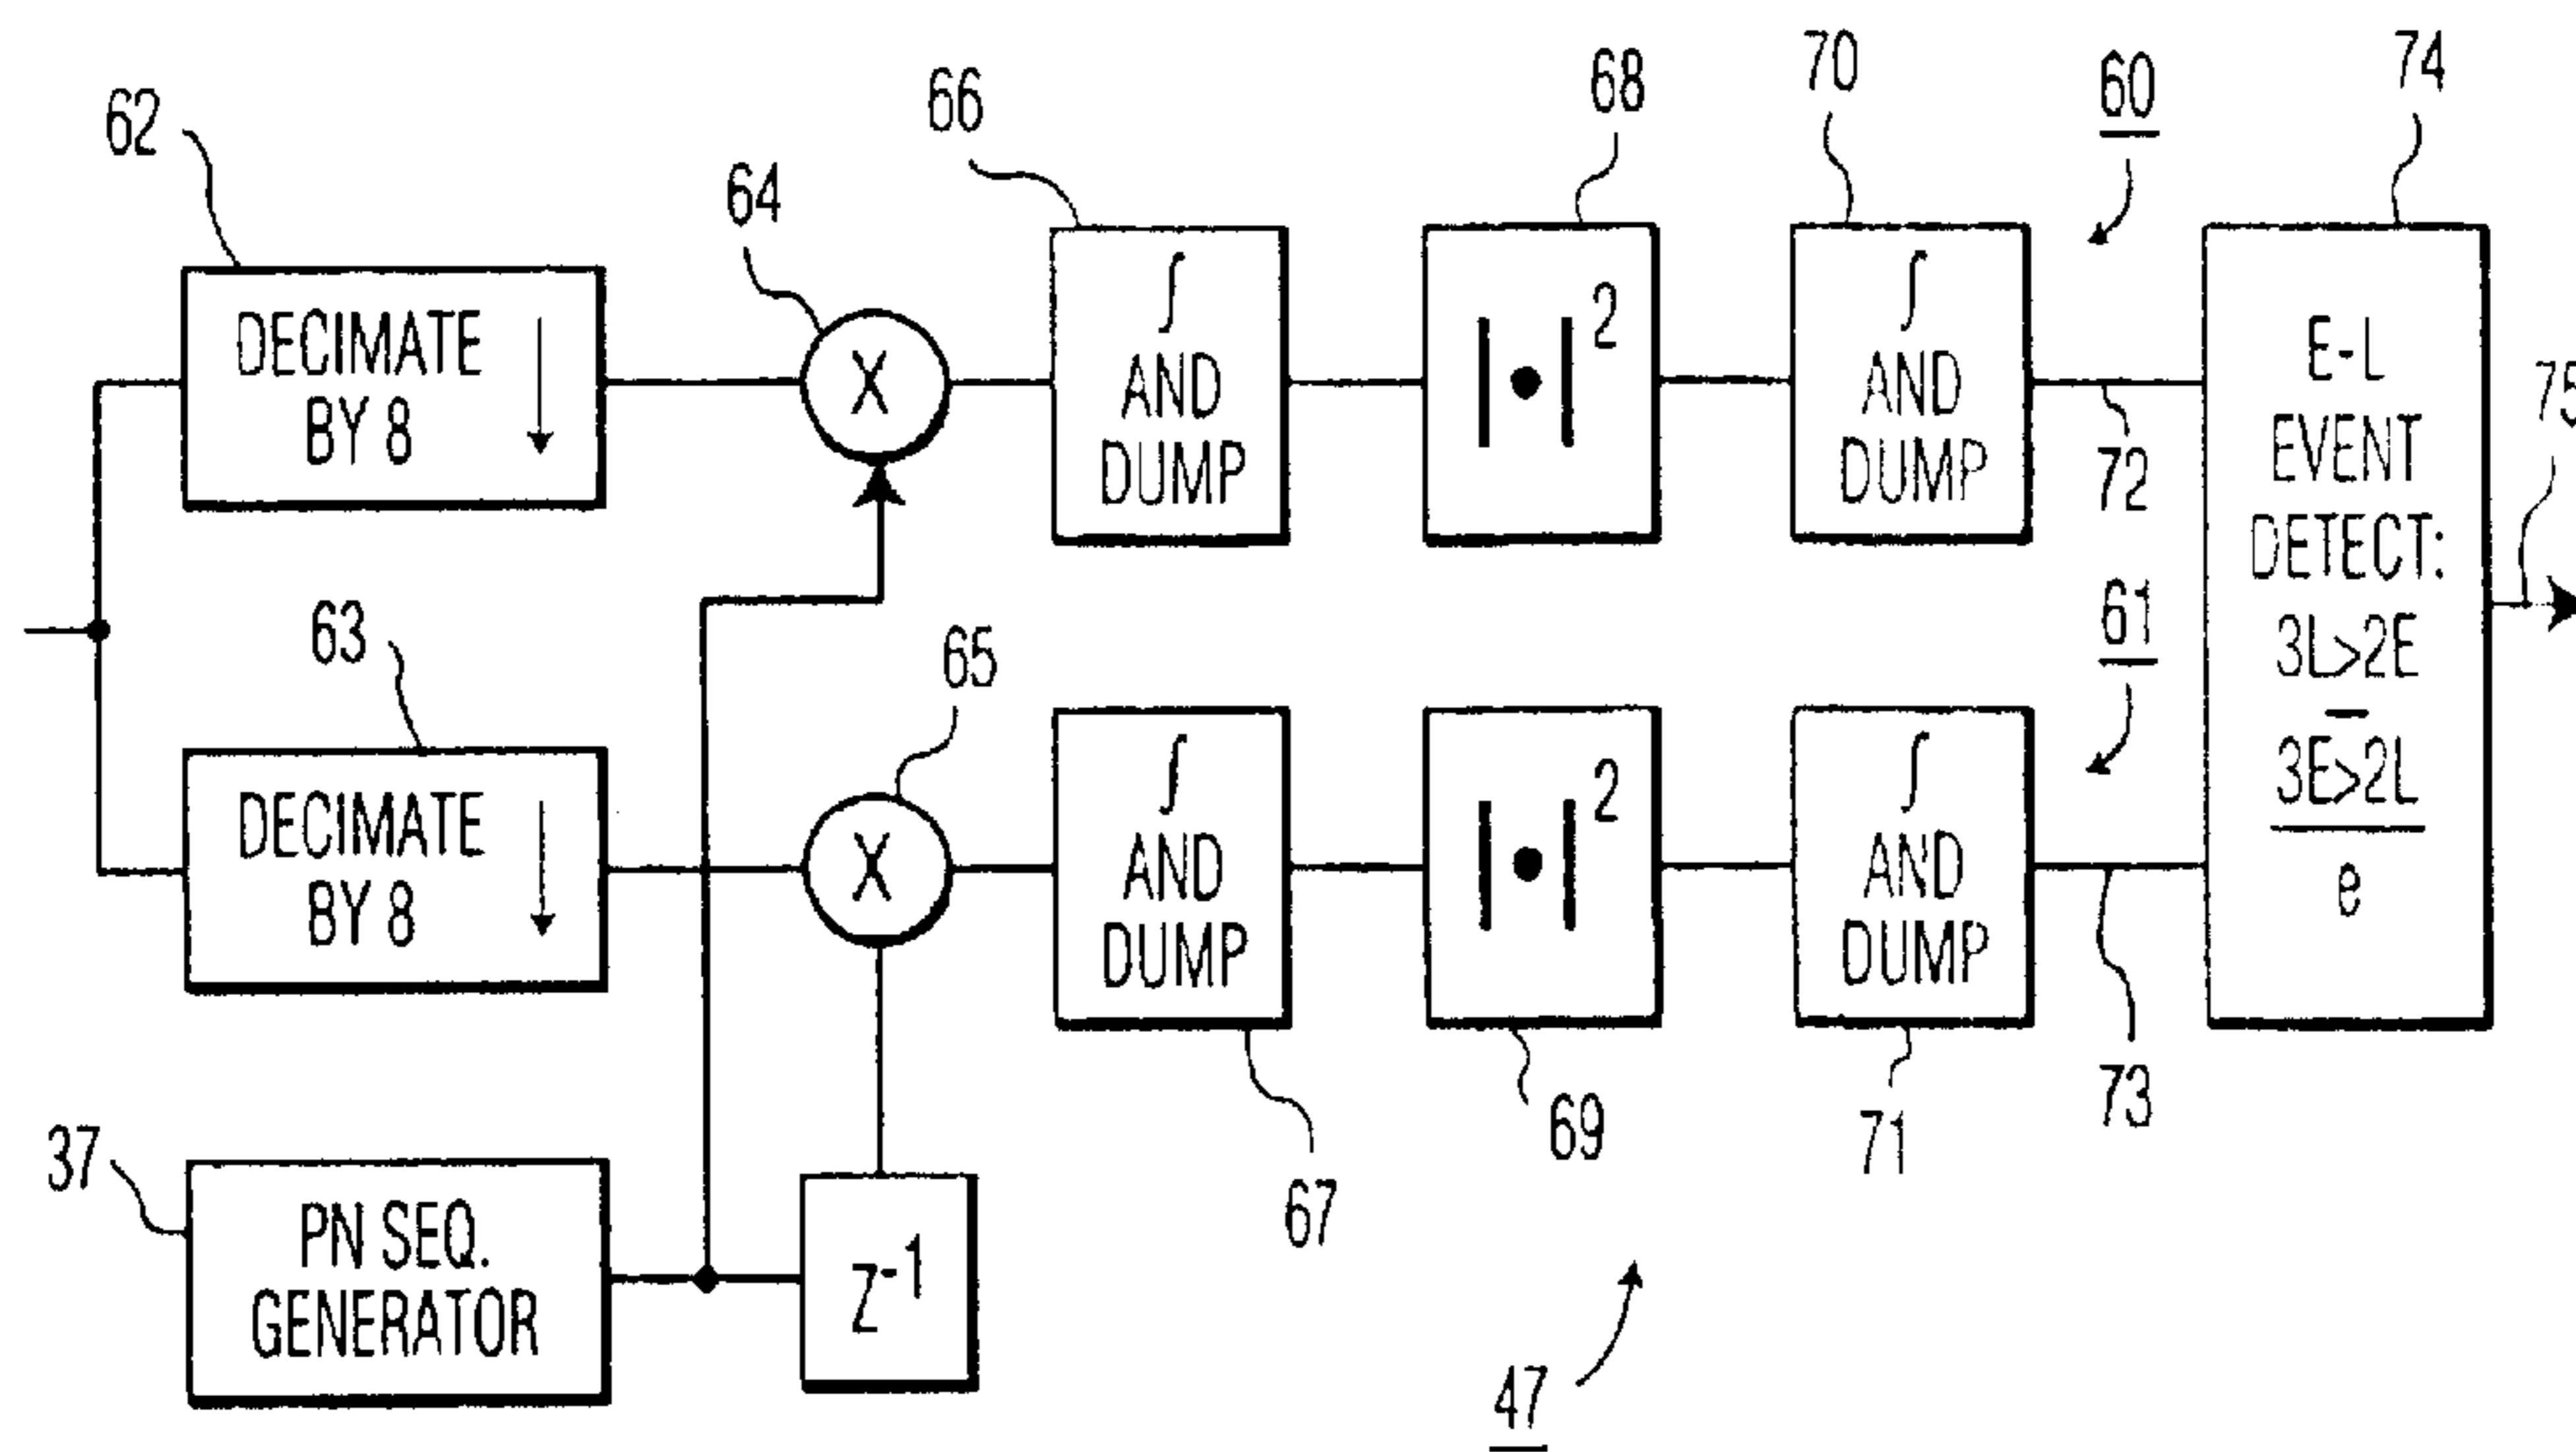 62
64
66
68
70
60
74
DECIMATE
BY 8
↓
X
∫
AND
DUMP
|•|²
∫
AND
DUMP
72
E-L
EVENT
DETECT:
3L>2E
–
3E>2L
e
75
63
65
61
DECIMATE
BY 8
↓
X
∫
AND
DUMP
|•|²
∫
AND
DUMP
73
37
67
69
71
PN SEQ.
GENERATOR
Z⁻¹
47